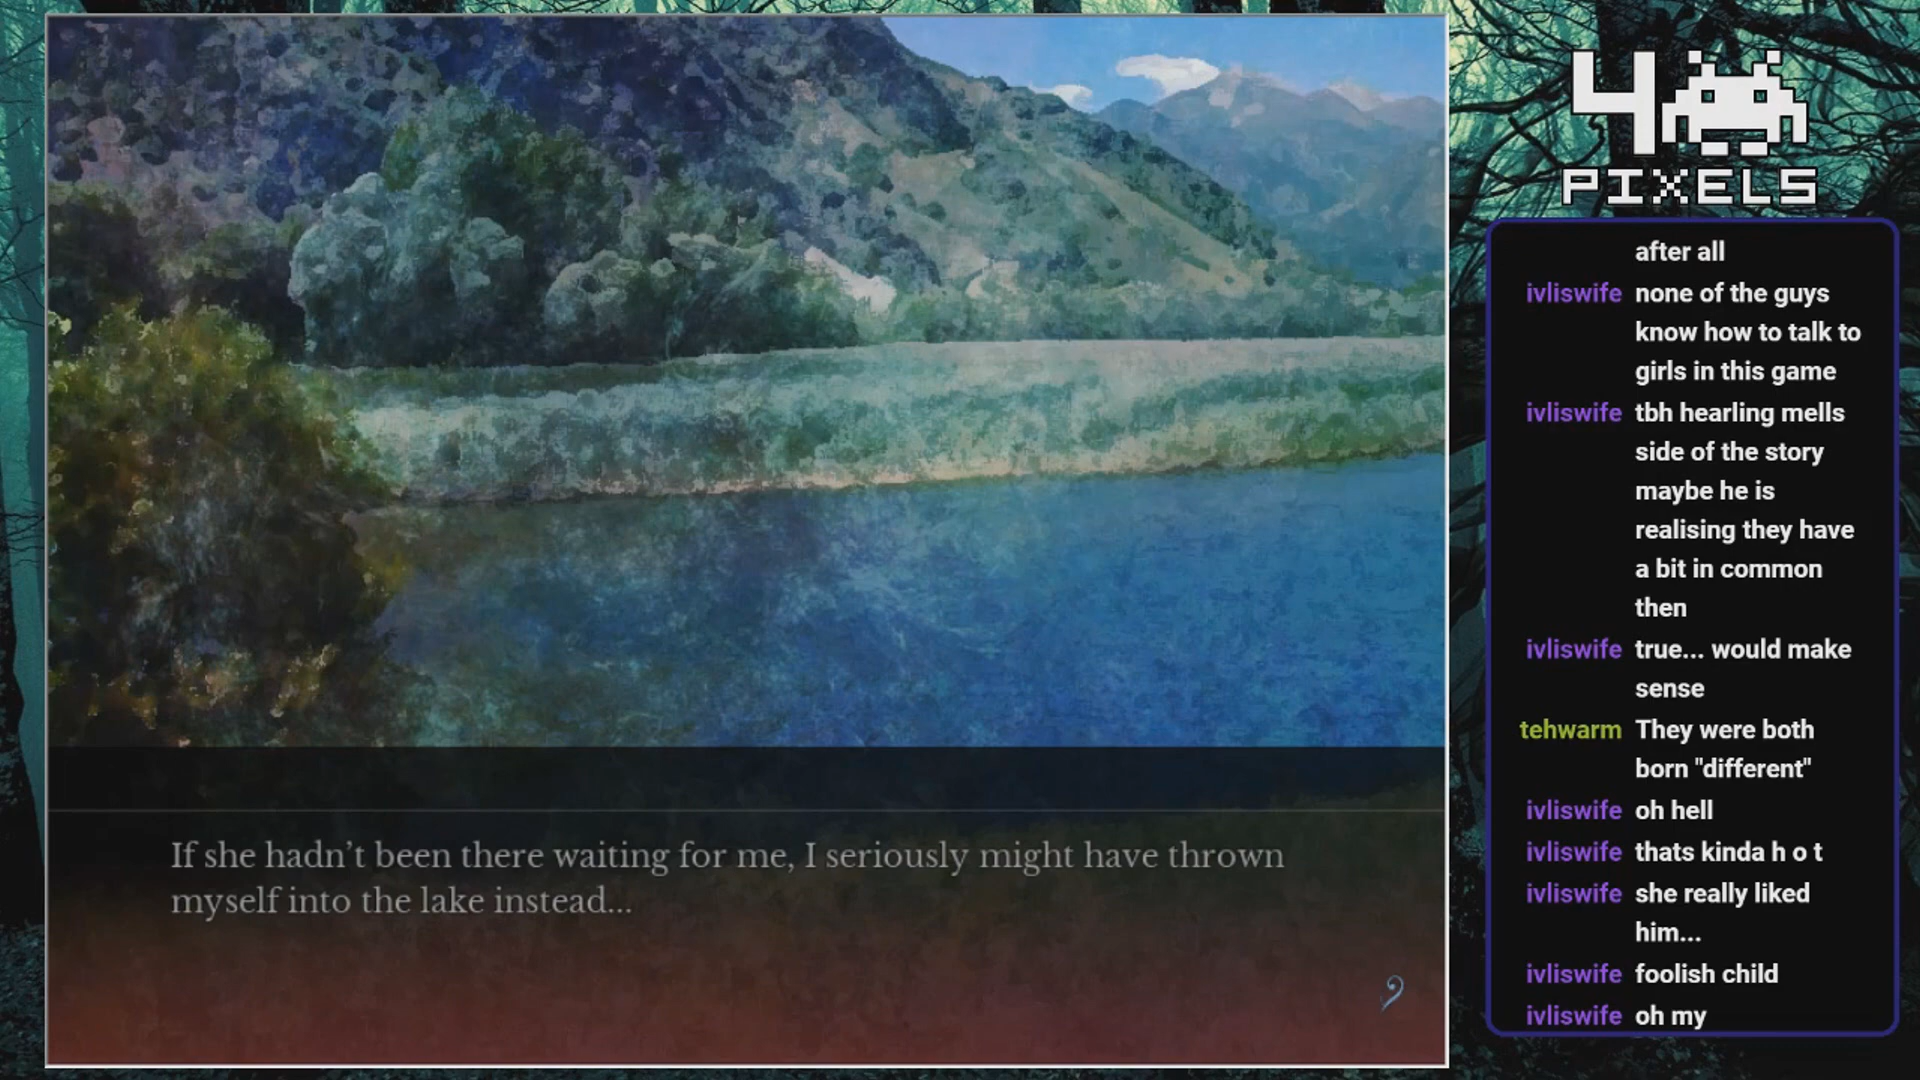 If she hadn't been there waiting for me, I seriously might have thrown
myself into the lake instead...
4
PIXELS
after all
ivliswife none of the guys
know how to talk to
girls in this game
ivliswife tbh hearling mells
side of the story
maybe he is
realising they have
a bit in common
then
ivliswife true... would make
sense
tehwarm They were both
born "different"
ivliswife oh hell
ivliswife thats kinda h o t
ivliswife she really liked
him...
ivliswife foolish child
ivliswife oh my